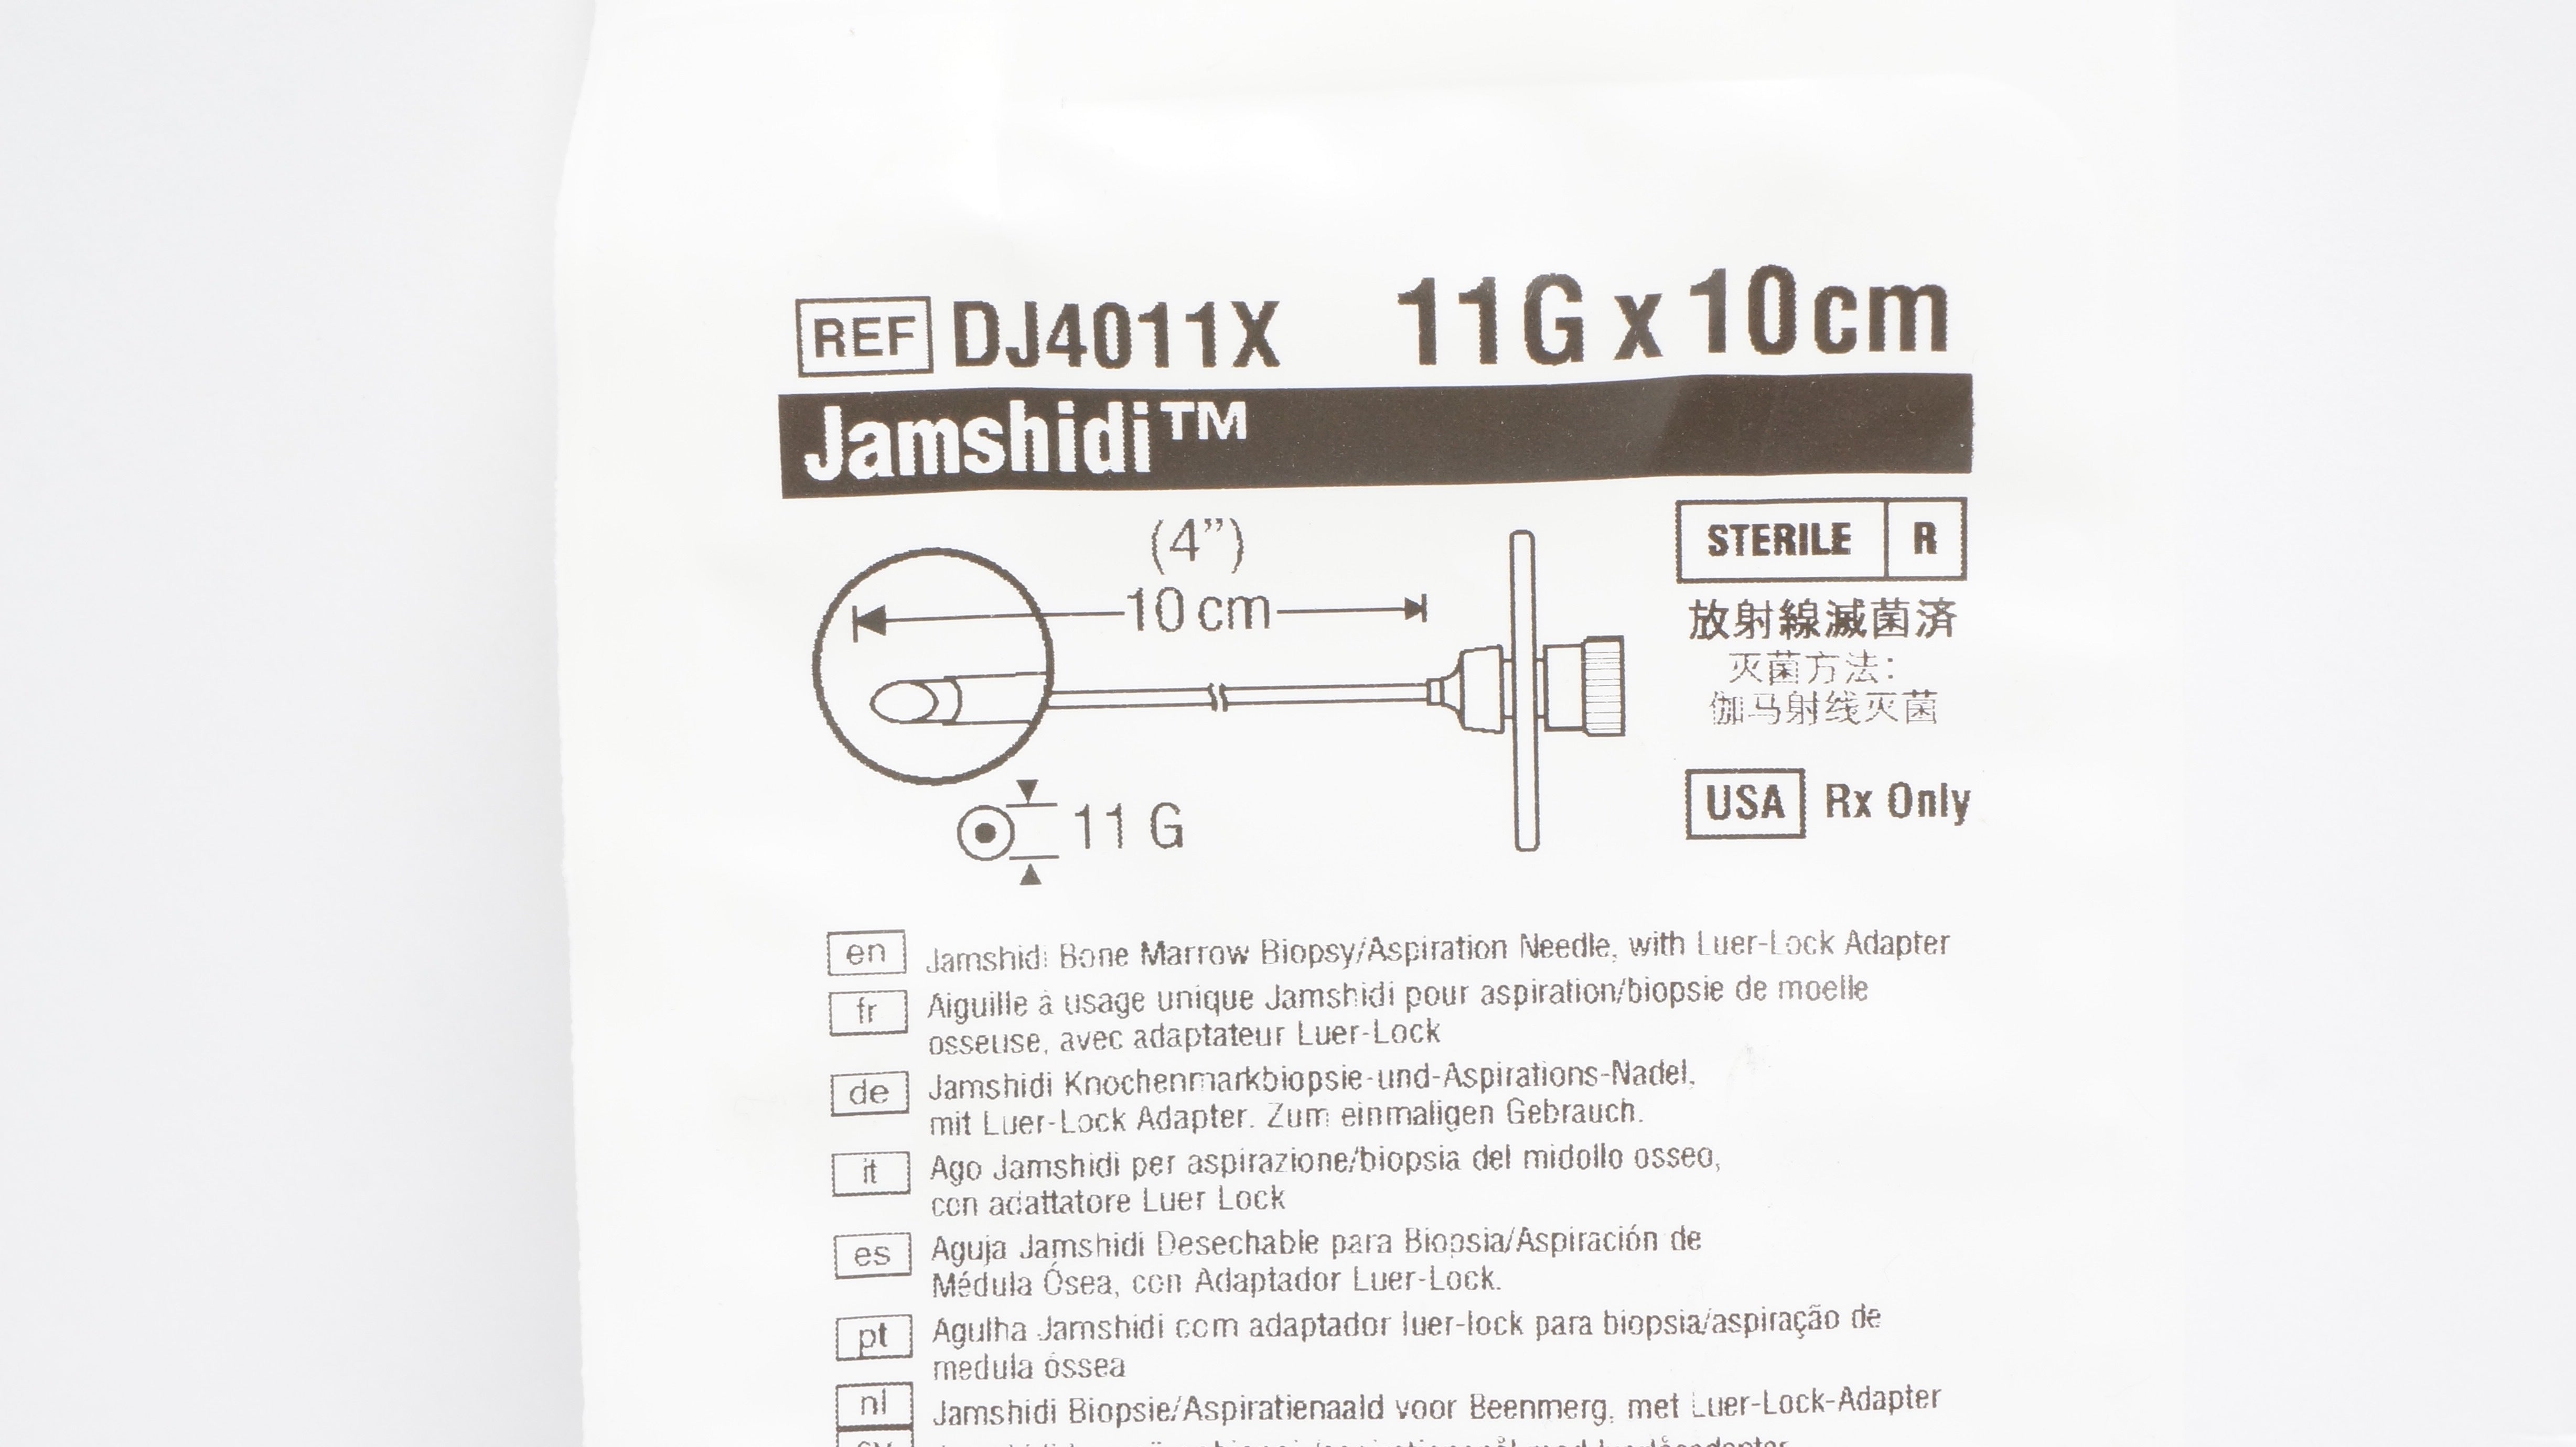 REF DJ4011X 11G x 10cm
Jamshidi™
(4”)
10 cm
STERILE R
放射線滅菌済
灭菌方法:
伽马射线灭菌
USA Rx Only
11 G
en Jamshidi Bone Marrow Biopsy/Aspiration Needle, with Luer-Lock Adapter
fr Aiguille à usage unique Jamshidi pour aspiration/biopsie de moelle
osseuse, avec adaptateur Luer-Lock
de Jamshidi Knochenmarkbiopsie-und-Aspirations-Nadel,
mit Luer-Lock Adapter. Zum einmaligen Gebrauch.
it Ago Jamshidi per aspirazione/biopsia del midollo osseo,
con adattatore Luer Lock
es Aguja Jamshidi Desechable para Biopsia/Aspiración de
Médula Ósea, con Adaptador Luer-Lock.
pt Agulha Jamshidi com adaptador luer-lock para biopsia/aspiração de
medula óssea
nl Jamshidi Biopsie/Aspiratienaald voor Beenmerg, met Luer-Lock-Adapter